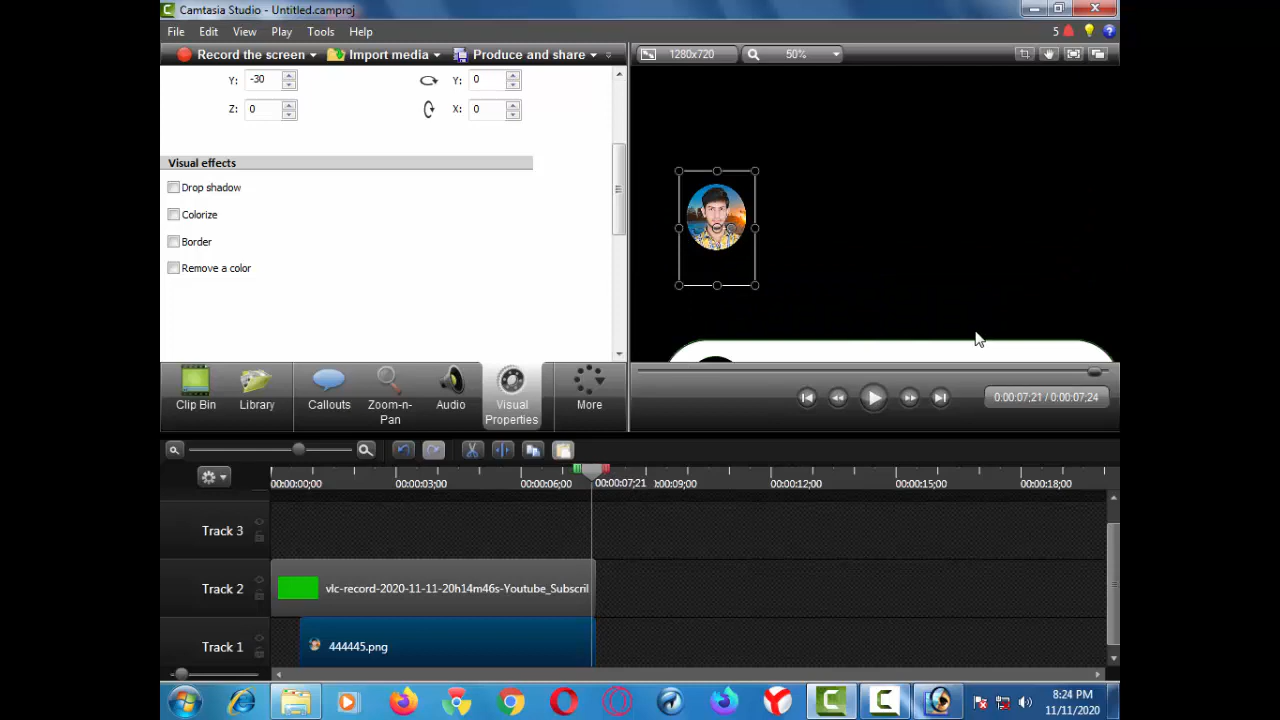 Camtasia Studio - Untitled.camproj
File Edit View Play Tools Help 5
Record the screen Import media Produce and share 1280x720 50%
Y: -30 Y: 0
Z: 0 X: 0
Visual effects
Drop shadow
Colorize
Border
Remove a color
Clip Bin Library Callouts Zoom-n-Pan Audio Visual Properties More
0:00:07;21 / 0:00:07;24
00:00:00;00 00:00:03;00 00:00:06;00 00:00:07;21 00:00:09;00 00:00:12;00 00:00:15;00 00:00:18;00
Track 3
Track 2 vlc-record-2020-11-11-20h14m46s-Youtube_Subscril
Track 1 444445.png
8:24 PM
11/11/2020